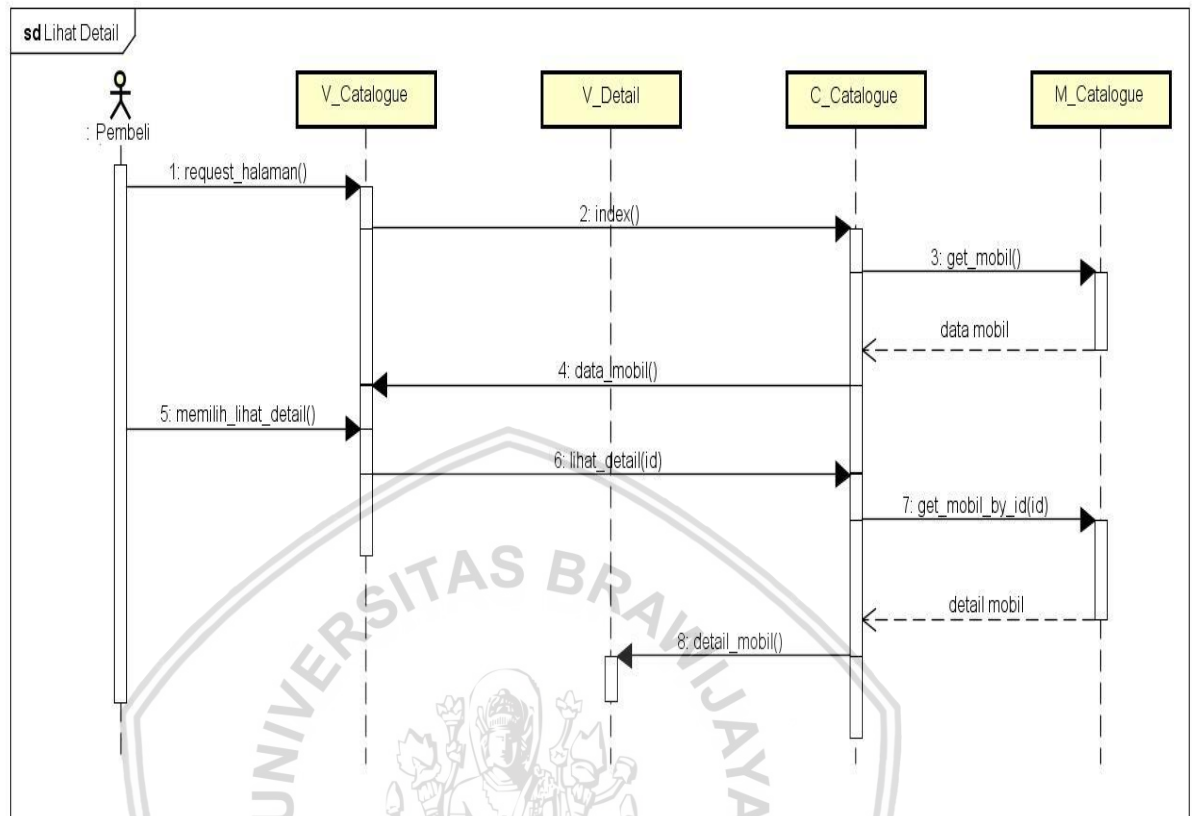 sd Lihat Detail
: Pembeli
V_Catalogue
V_Detail
C_Catalogue
M_Catalogue
1: request_halaman()
2: index()
3: get_mobil()
data mobil
4: data_mobil()
5: memilih_lihat_detail()
6: lihat_detail(id)
7: get_mobil_by_id(id)
detail mobil
8: detail_mobil()
UNIVERSITAS BRAWIJAYA